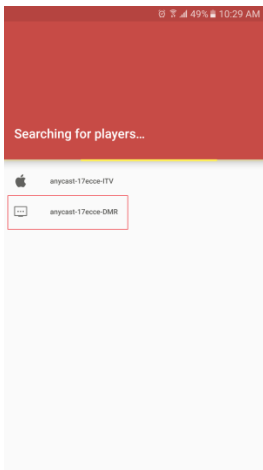 49% 10:29 AM
Searching for players...
anycast-17ecce-ITV
anycast-17ecce-DMR